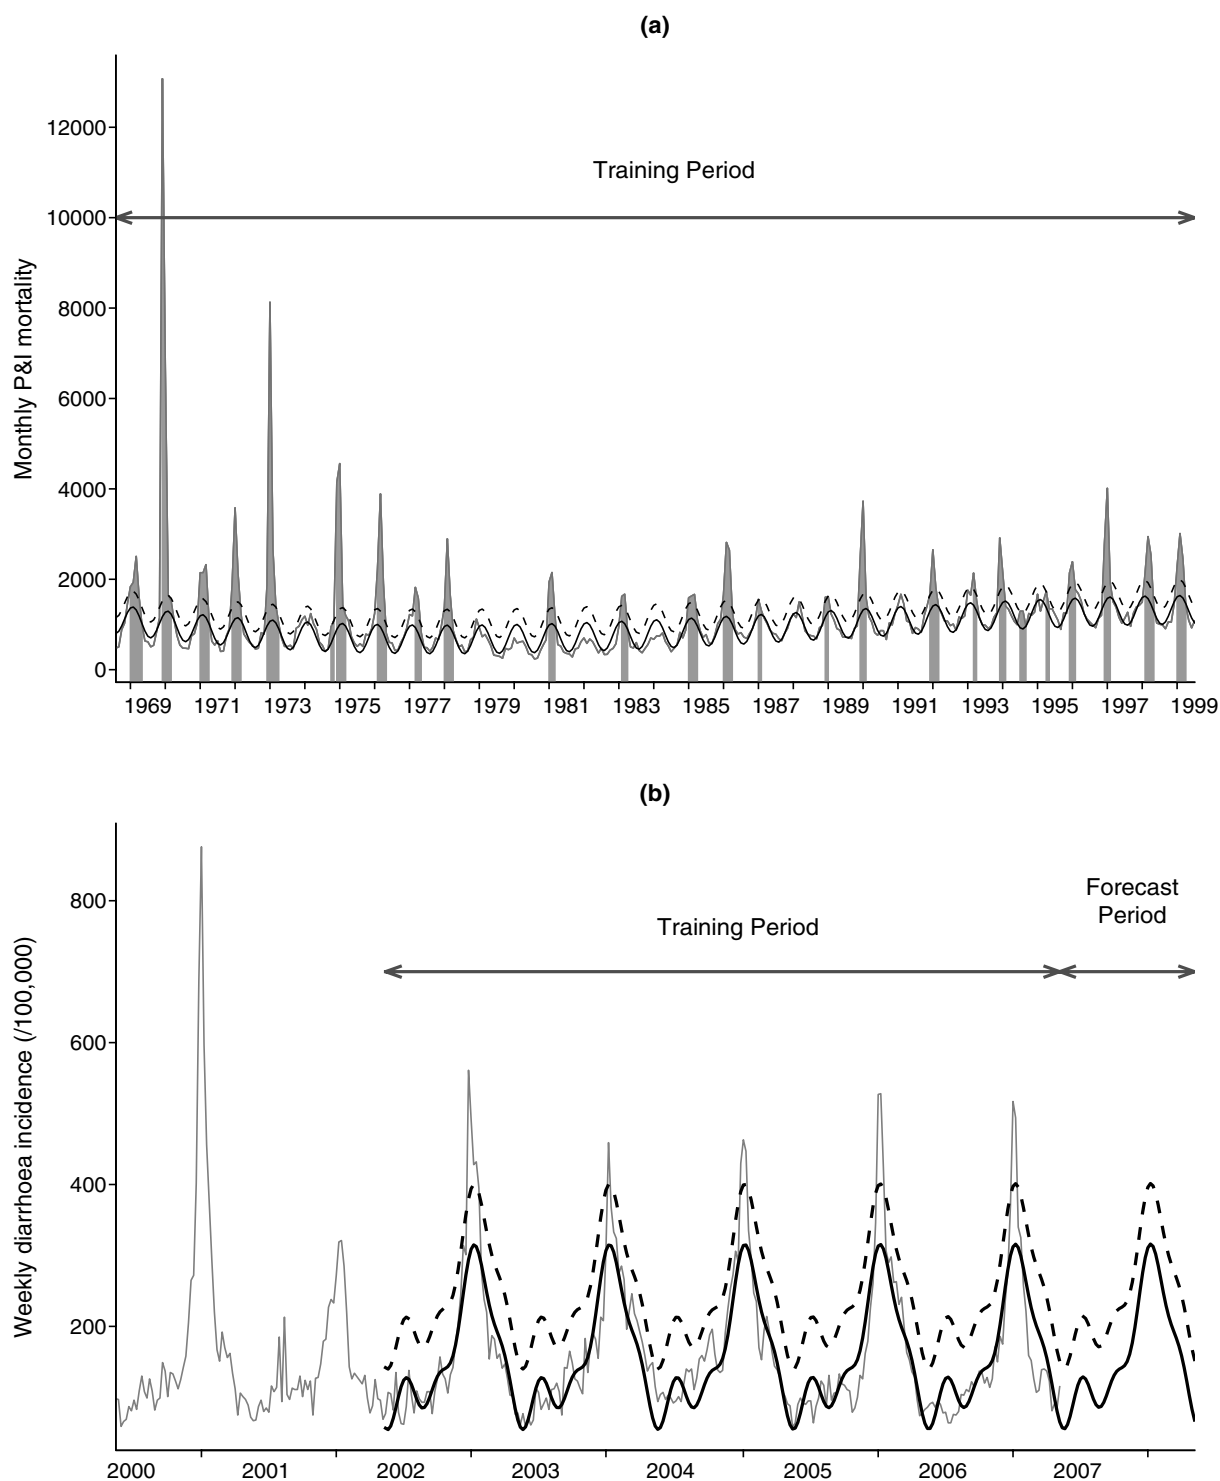 (a)
12000
Training Period
10000
8000
Monthly P&I mortality
6000
4000
2000
0
1969 1971 1973 1975 1977 1979 1981 1983 1985 1987 1989 1991 1993 1995 1997 1999
(b)
Forecast
Period
800
Training Period
Weekly diarrhoea incidence (/100,000)
600
400
200
2000 2001 2002 2003 2004 2005 2006 2007